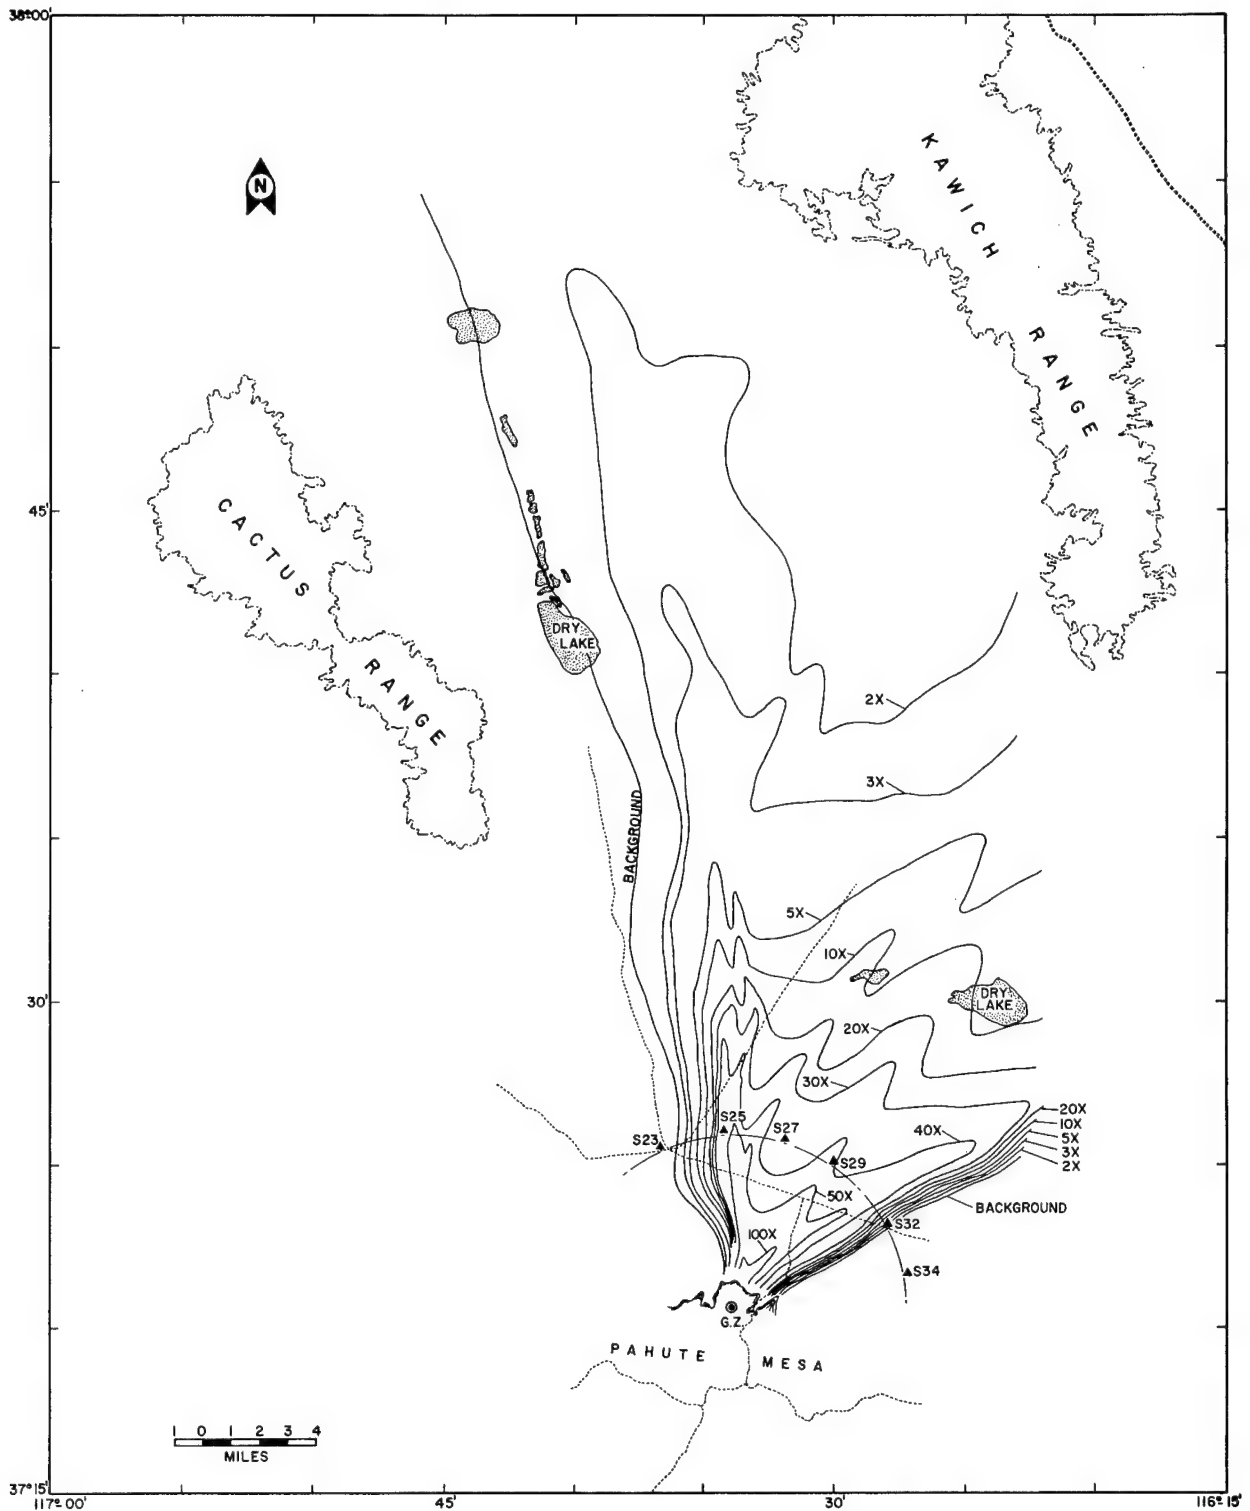 38°00'
N
KAWICH
RANGE
CACTUS
RANGE
45'
DRY
LAKE
2X
3X
BACKGROUND
5X
10X
30'
DRY
LAKE
20X
30X
S25
S27
S23
S29
40X
20X
10X
5X
3X
2X
50X
BACKGROUND
S32
100X
S34
G.Z.
PAHUTE MESA
1 0 1 2 3 4
MILES
37°15'
117°00'
45'
30'
116°15'